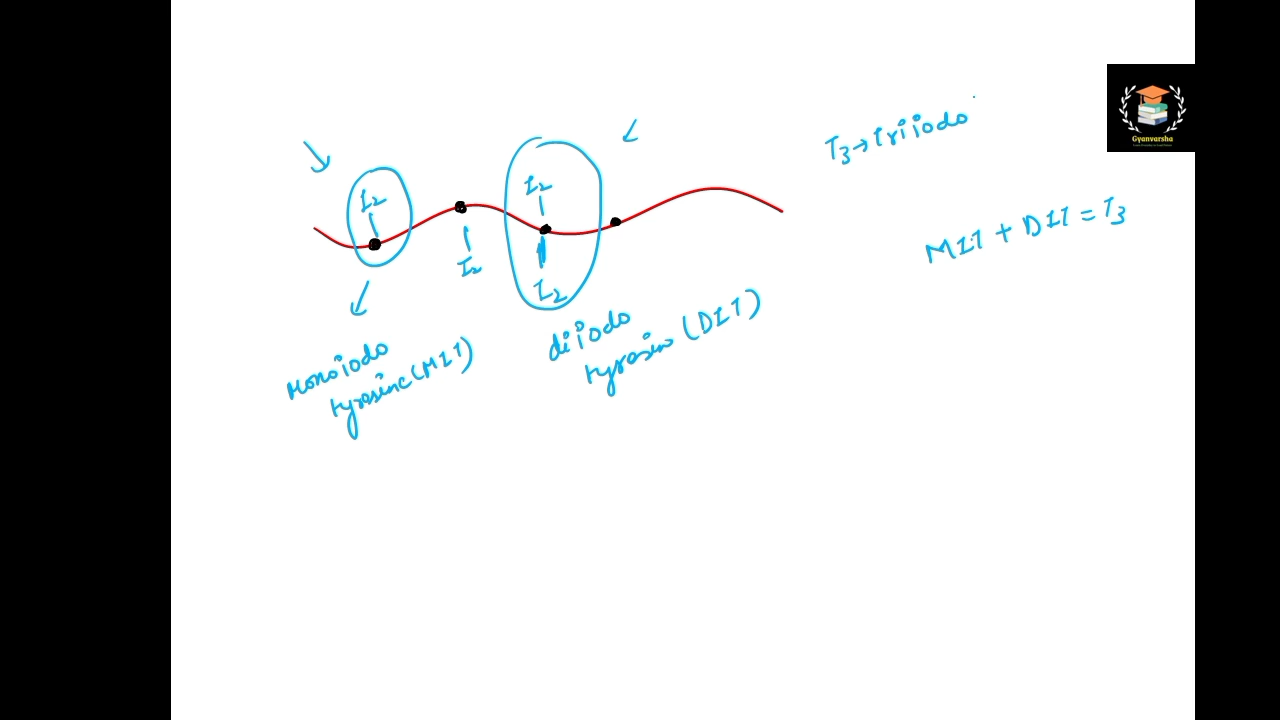 I2
I2
I2
I2
Monoiodo
tyrosine (MIT)
diiodo
tyrosin (DIT)
T3→triiodo
MIT + DIT = T3
Gyanvarsha